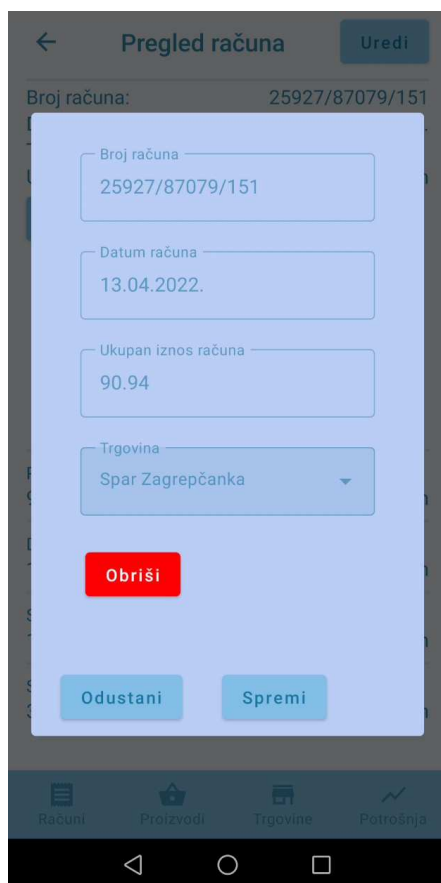 Pregled računa
Uredi
Broj računa: 25927/87079/151
Broj računa
25927/87079/151
Datum računa
13.04.2022.
Ukupan iznos računa
90.94
Trgovina
Spar Zagrepčanka
Obriši
Odustani
Spremi
Računi
Proizvodi
Trgovine
Potrošnja